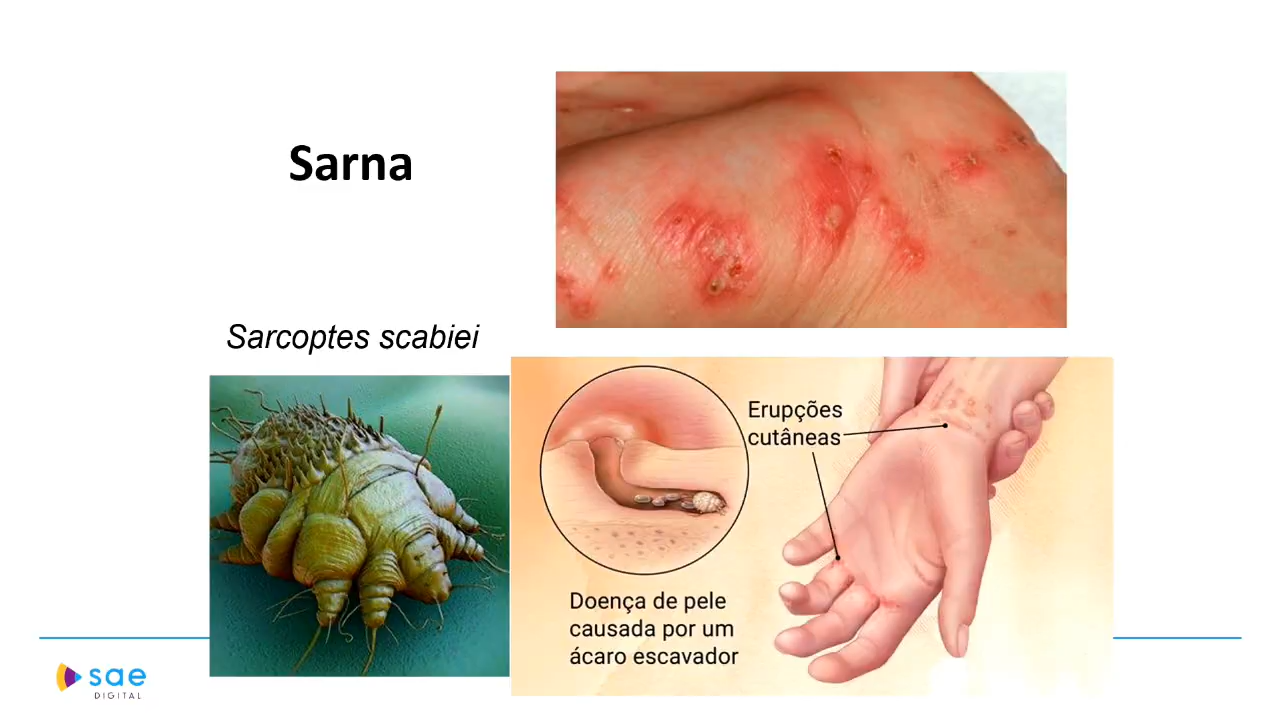 Sarna
Sarcoptes scabiei
Erupções
cutâneas
Doença de pele
causada por um
ácaro escavador
sae
DIGITAL